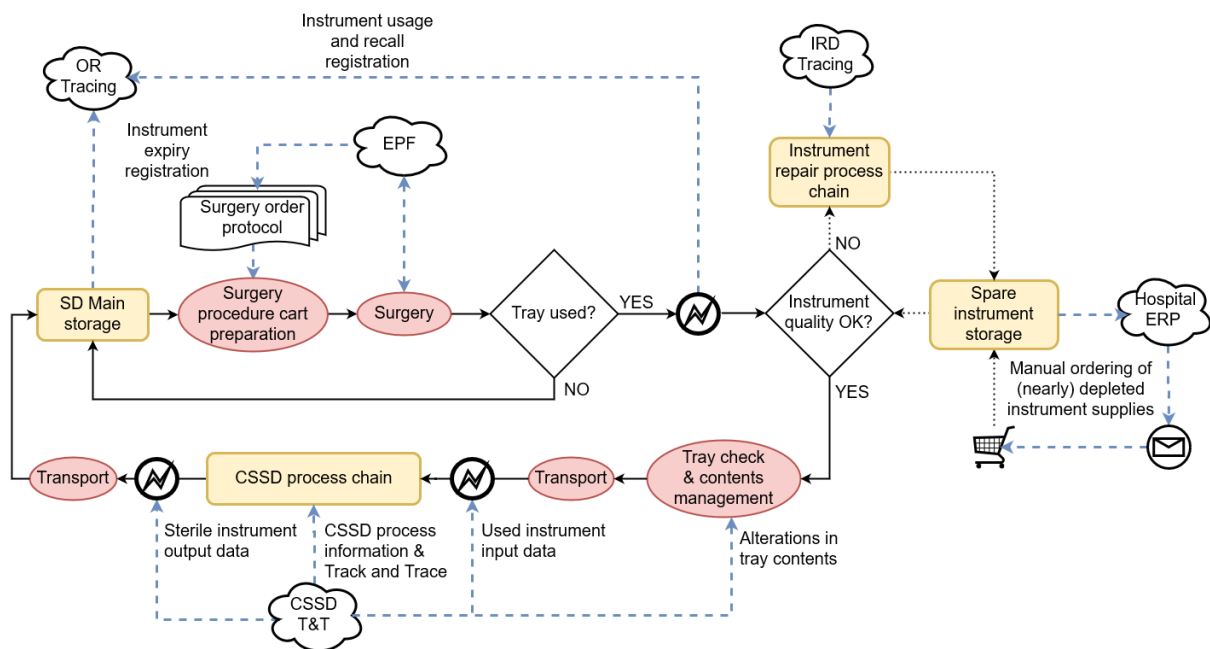 Instrument usage
and recall
registration
OR
Tracing
IRD
Tracing
Instrument
expiry
registration
EPF
Instrument
repair process
chain
Surgery order
protocol
NO
SD Main
storage
Surgery
procedure cart
preparation
Surgery
Tray used?
YES
Instrument
quality OK?
Spare
instrument
storage
Hospital
ERP
NO
YES
Manual ordering of
(nearly) depleted
instrument supplies
Transport
CSSD process chain
Transport
Tray check
& contents
management
Sterile instrument
output data
CSSD process
information &
Track and Trace
Used instrument
input data
Alterations in
tray contents
CSSD
T&T